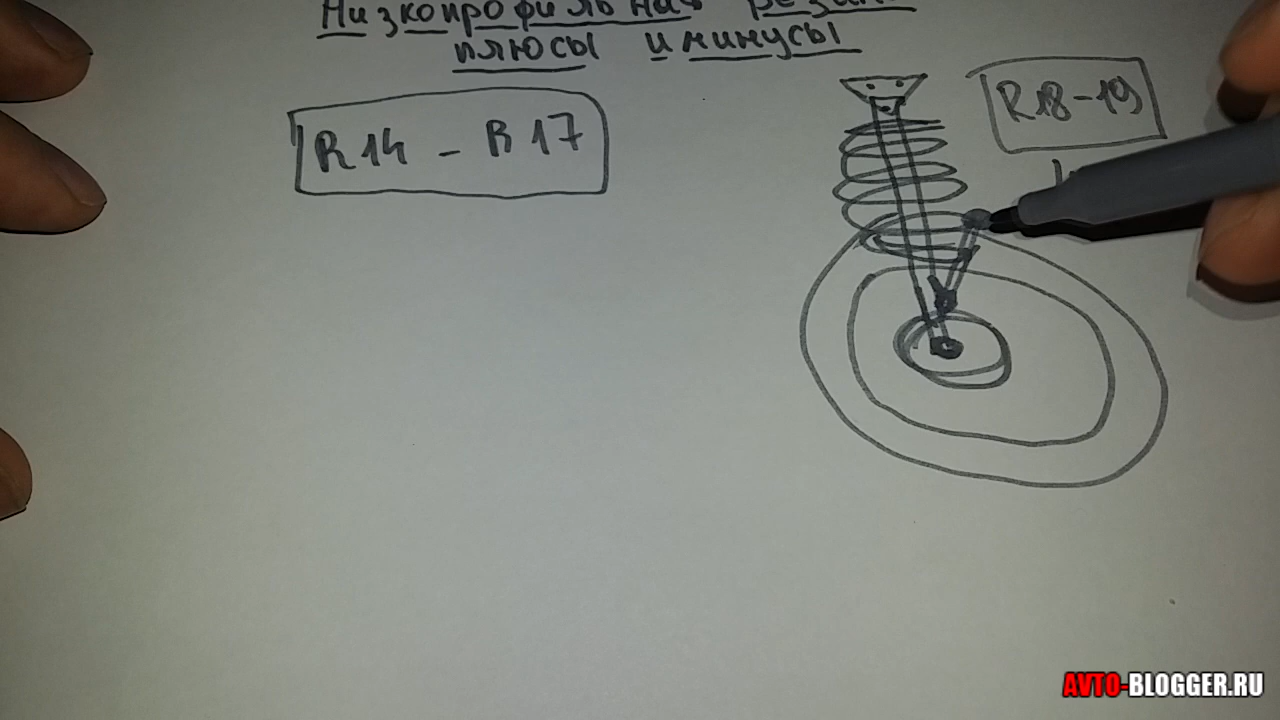 Низкопрофильная резина
плюсы и минусы
R14 - R17
R18-19
AVTO-BLOGGER.RU